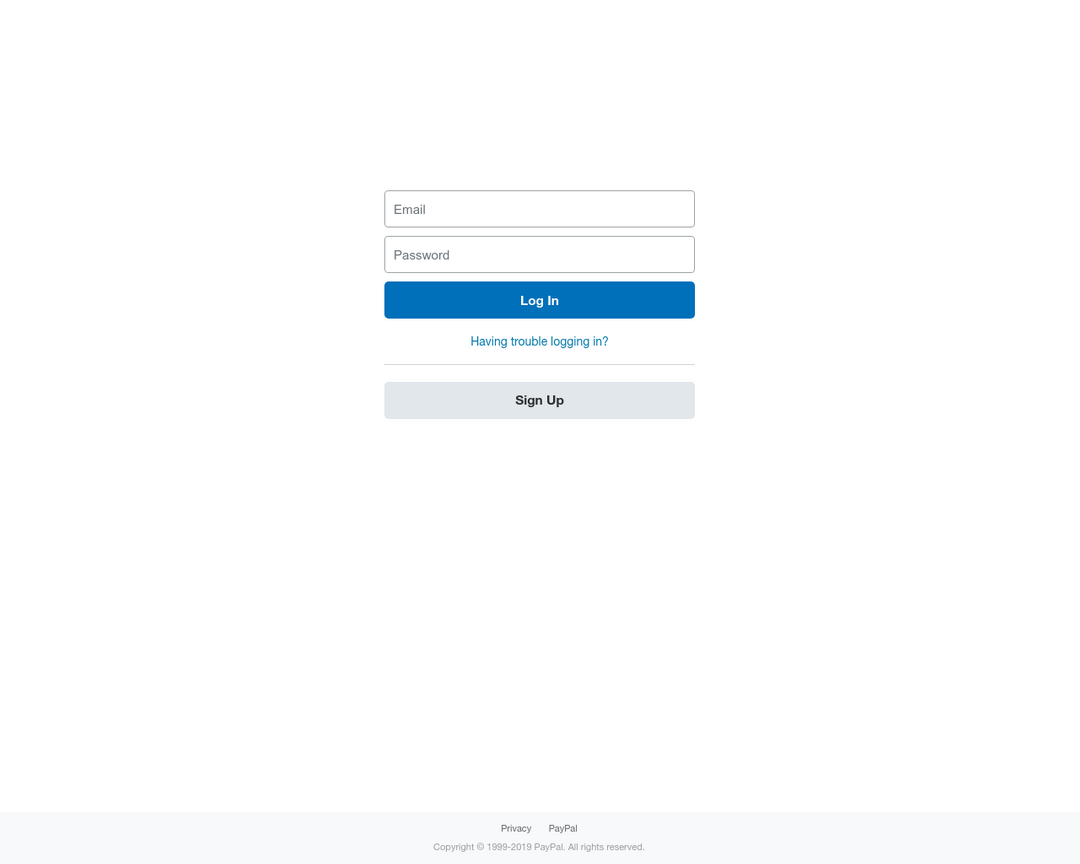 Email
Password
Log In
Having trouble logging in?
Sign Up
Privacy PayPal
Copyright © 1999-2019 PayPal. All rights reserved.